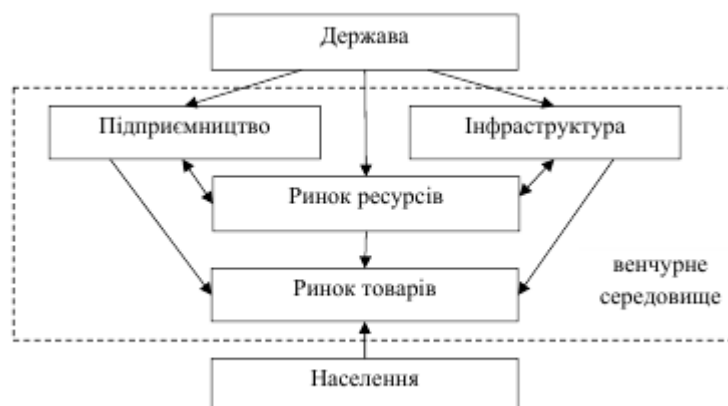 Держава
Підприємництво
Інфраструктура
Ринок ресурсів
Ринок товарів
венчурне
середовище
Населення